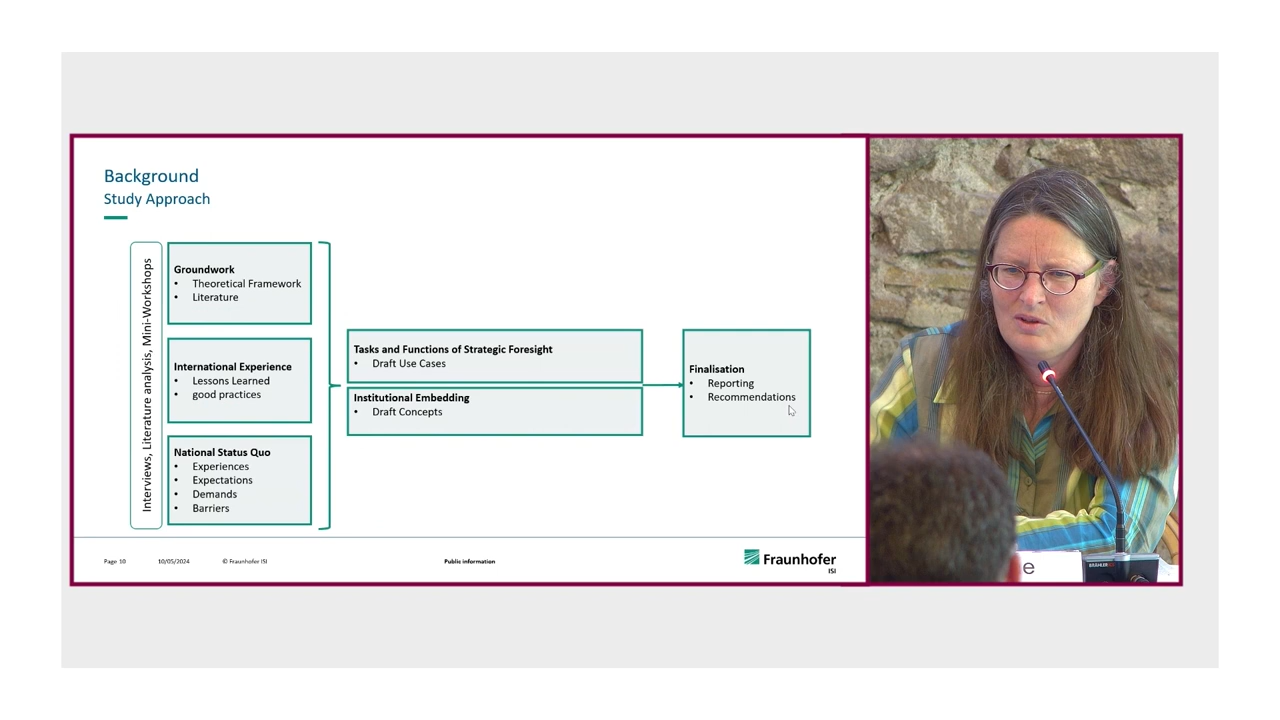 Background
Study Approach
Interviews, Literature analysis, Mini-Workshops
Groundwork
• Theoretical Framework
• Literature
International Experience
• Lessons Learned
• good practices
National Status Quo
• Experiences
• Expectations
• Demands
• Barriers
Tasks and Functions of Strategic Foresight
• Draft Use Cases
Institutional Embedding
• Draft Concepts
Finalisation
• Reporting
• Recommendations
Page 10
10/05/2024
© Fraunhofer ISI
Public information
Fraunhofer
ISI
e